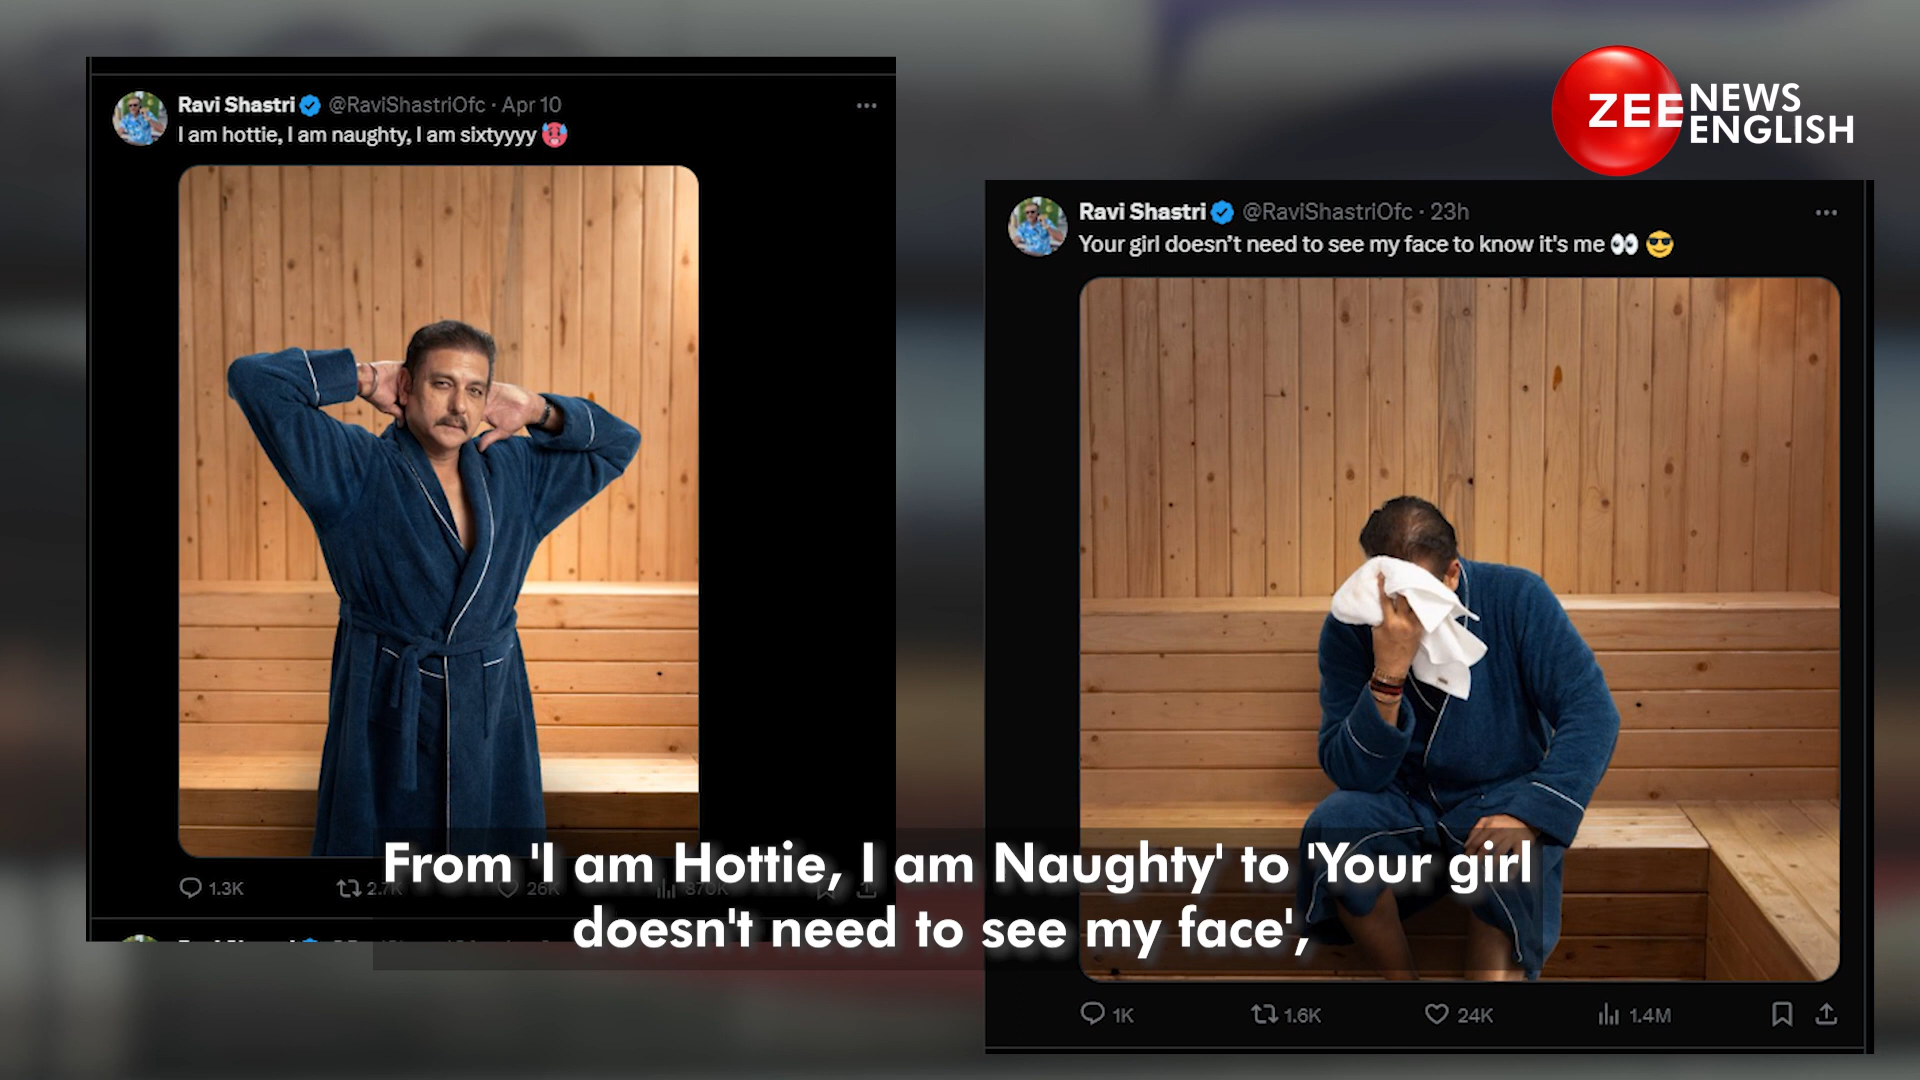 Ravi Shastri @RaviShastriOfc · Apr 10
I am hottie, I am naughty, I am sixtyyyy 🥵
1.3K 2.7K 26K 870K
ZEE NEWS
ENGLISH
Ravi Shastri @RaviShastriOfc · 23h
Your girl doesn’t need to see my face to know it's me 👀 😎
1K 1.6K 24K 1.4M
From 'I am Hottie, I am Naughty' to 'Your girl
doesn't need to see my face',